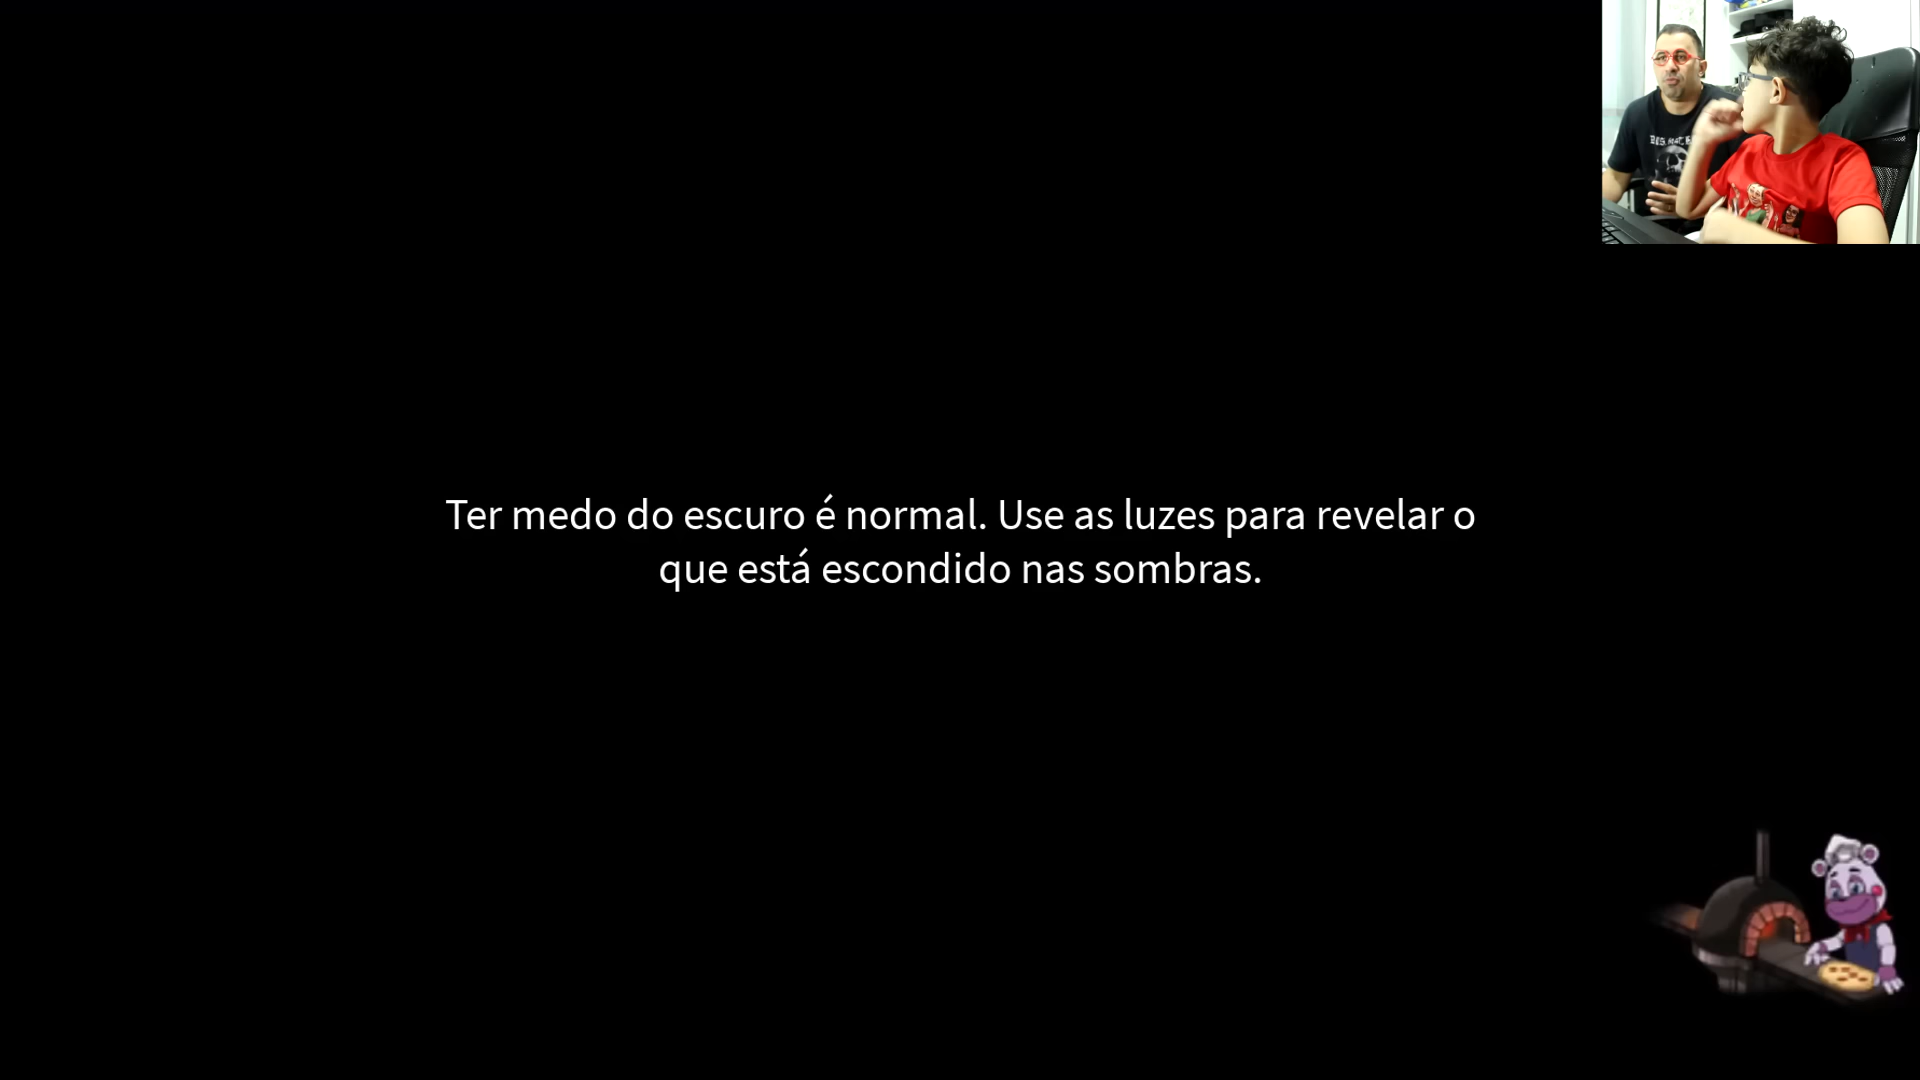 Ter medo do escuro é normal. Use as luzes para revelar o
que está escondido nas sombras.